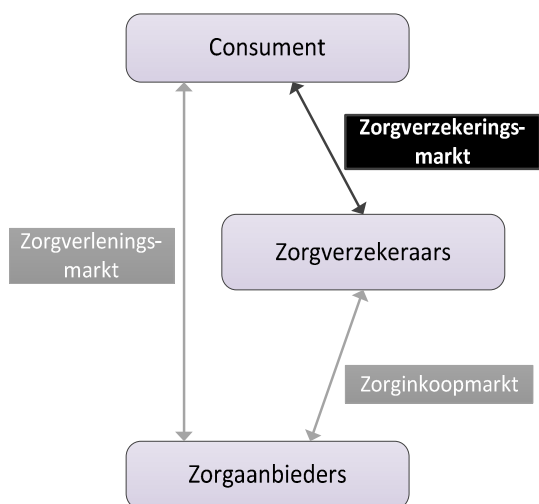 Consument
Zorgverzekerings-
markt
Zorgverlenings-
markt
Zorgverzekeraars
Zorginkoopmarkt
Zorgaanbieders